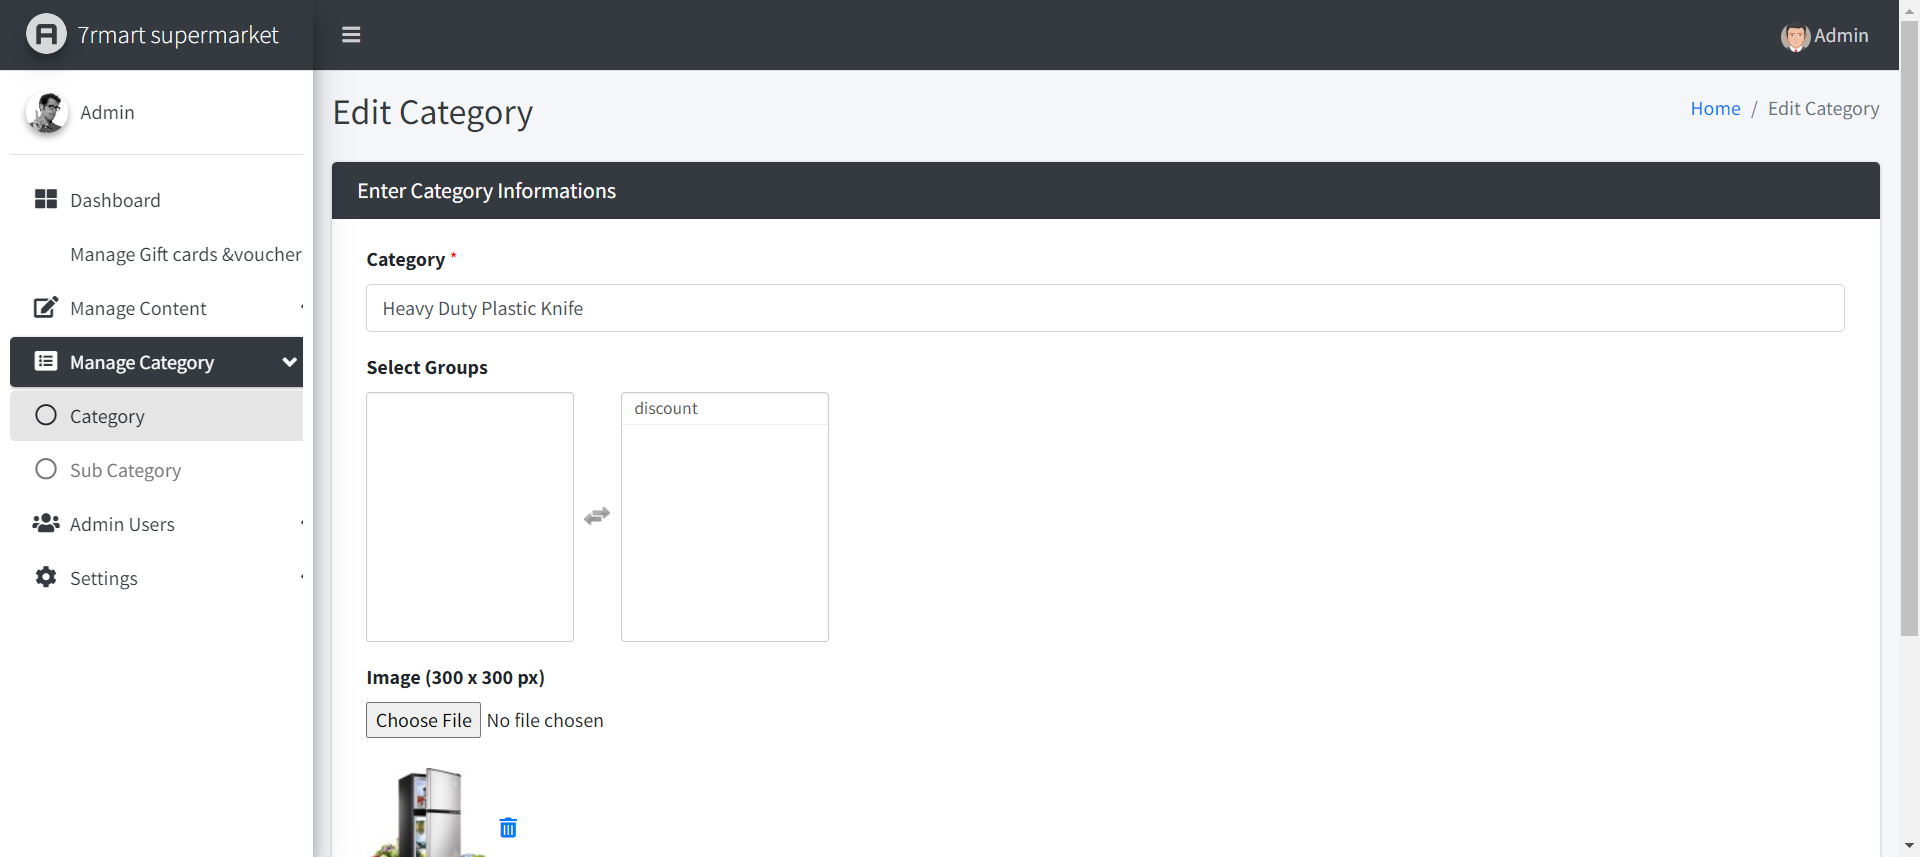 7rmart supermarket
Admin
Admin
Edit Category
Home / Edit Category
Dashboard
Manage Gift cards &voucher
Manage Content
Manage Category
Category
Sub Category
Admin Users
Settings
Enter Category Informations
Category *
Heavy Duty Plastic Knife
Select Groups
discount
Image (300 x 300 px)
Choose File No file chosen